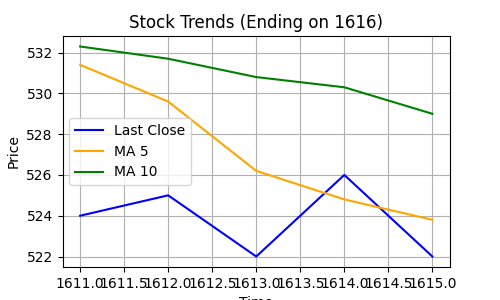 Stock Trends (Ending on 1616)
Price
532
530
528
526
524
522
Last Close
MA 5
MA 10
1611.0 1611.5 1612.0 1612.5 1613.0 1613.5 1614.0 1614.5 1615.0
Time